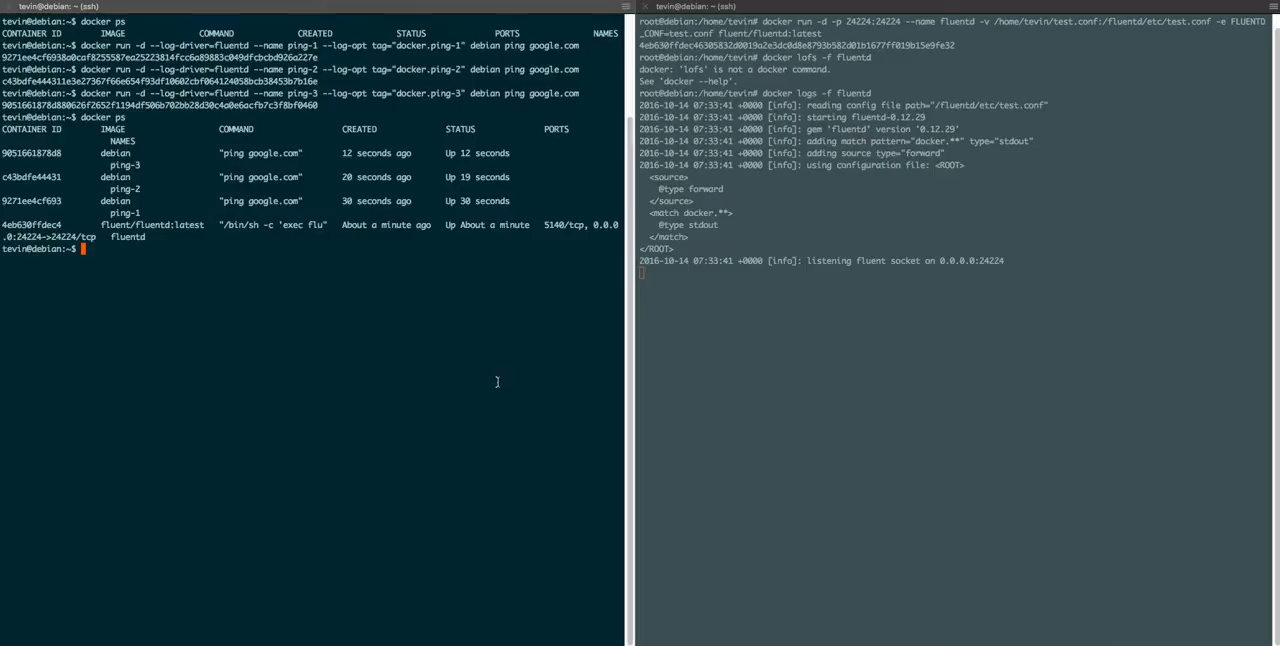 tevin@debian: ~ (ssh)
tevin@debian:~$ docker ps
CONTAINER ID IMAGE COMMAND CREATED STATUS PORTS NAMES
tevin@debian:~$ docker run -d --log-driver=fluentd --name ping-1 --log-opt tag="docker.ping-1" debian ping google.com
tevin@debian:~$ docker run -d --log-driver=fluentd --name ping-2 --log-opt tag="docker.ping-2" debian ping google.com
tevin@debian:~$ docker run -d --log-driver=fluentd --name ping-3 --log-opt tag="docker.ping-3" debian ping google.com
9051661878d880626f2652f1194df506b702bb28d30c4a0e6acfb7c3f8bf0460
tevin@debian:~$ docker ps
CONTAINER ID IMAGE COMMAND CREATED STATUS PORTS
NAMES
9051661878d8 debian "ping google.com" 12 seconds ago Up 12 seconds
ping-3
c43bdfe44431 debian "ping google.com" 20 seconds ago Up 19 seconds
ping-2
9271ee4cf693 debian "ping google.com" 30 seconds ago Up 30 seconds
ping-1
4eb630ffdec4 fluent/fluentd:latest "/bin/sh -c 'exec flu" About a minute ago Up About a minute 5140/tcp, 0.0.0
.0:24224->24224/tcp fluentd
tevin@debian:~$
tevin@debian: ~ (ssh)
root@debian:/home/tevin# docker run -d -p 24224:24224 --name fluentd -v /home/tevin/test.conf:/fluentd/etc/test.conf -e FLUENTD
_CONF=test.conf fluent/fluentd:latest
4eb630ffdec46305832d0019a2e3dc0d8e8793b582d01b1677ff019b15e9fe32
root@debian:/home/tevin# docker lofs -f fluentd
docker: 'lofs' is not a docker command.
See 'docker --help'.
root@debian:/home/tevin# docker logs -f fluentd
2016-10-14 07:33:41 +0000 [info]: reading config file path="/fluentd/etc/test.conf"
2016-10-14 07:33:41 +0000 [info]: starting fluentd-0.12.29
2016-10-14 07:33:41 +0000 [info]: gem 'fluentd' version '0.12.29'
2016-10-14 07:33:41 +0000 [info]: adding match pattern="docker.**" type="stdout"
2016-10-14 07:33:41 +0000 [info]: adding source type="forward"
2016-10-14 07:33:41 +0000 [info]: using configuration file: <ROOT>
<source>
@type forward
</source>
<match docker.**>
@type stdout
</match>
</ROOT>
2016-10-14 07:33:41 +0000 [info]: listening fluent socket on 0.0.0.0:24224